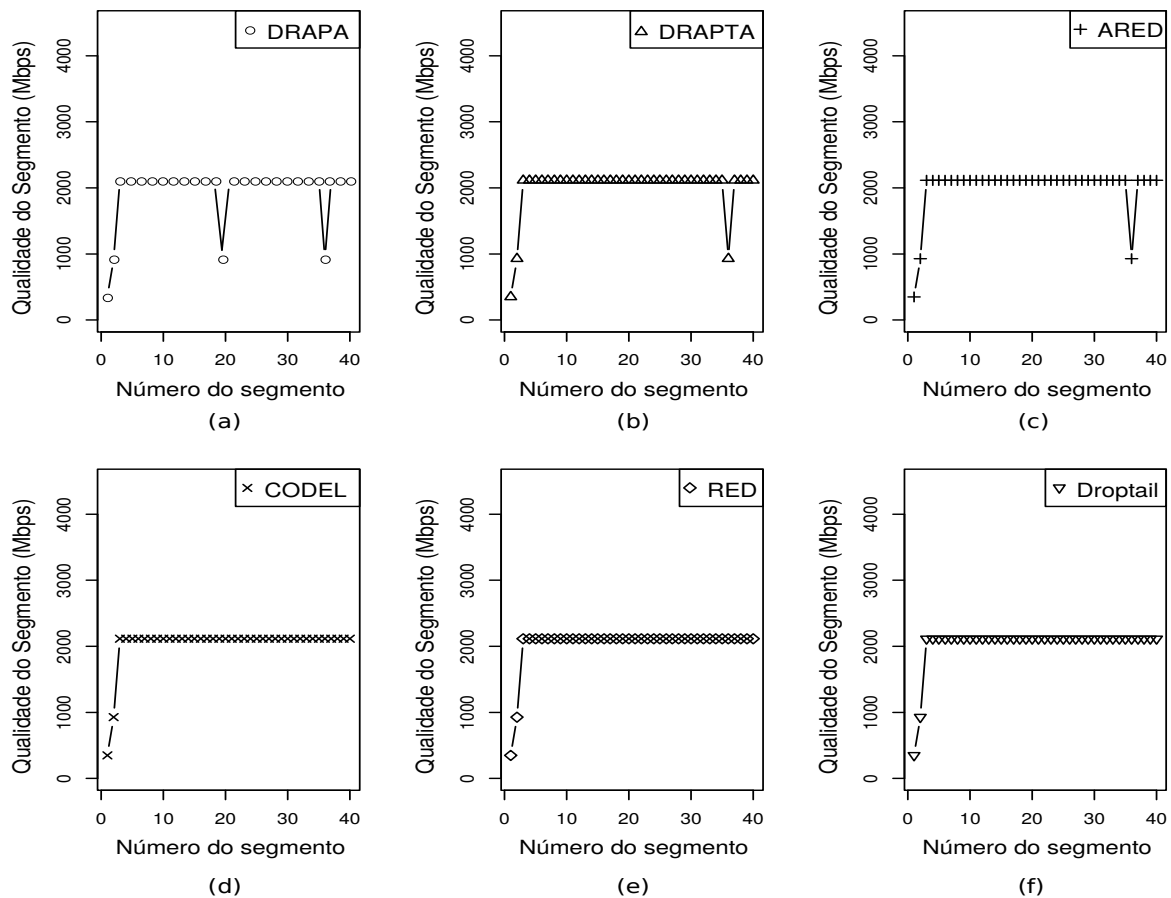 DRAPA
Qualidade do Segmento (Mbps)
4000
3000
2000
1000
0
0 10 20 30 40
Número do segmento
(a)
DRAPTA
Qualidade do Segmento (Mbps)
4000
3000
2000
1000
0
0 10 20 30 40
Número do segmento
(b)
ARED
Qualidade do Segmento (Mbps)
4000
3000
2000
1000
0
0 10 20 30 40
Número do segmento
(c)
CODEL
Qualidade do Segmento (Mbps)
4000
3000
2000
1000
0
0 10 20 30 40
Número do segmento
(d)
RED
Qualidade do Segmento (Mbps)
4000
3000
2000
1000
0
0 10 20 30 40
Número do segmento
(e)
Droptail
Qualidade do Segmento (Mbps)
4000
3000
2000
1000
0
0 10 20 30 40
Número do segmento
(f)